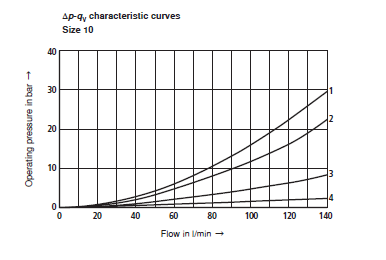 Δp-qv characteristic curves
Size 10
Operating pressure in bar →
40
30
20
10
0
1
2
3
4
0 20 40 60 80 100 120 140
Flow in l/min →